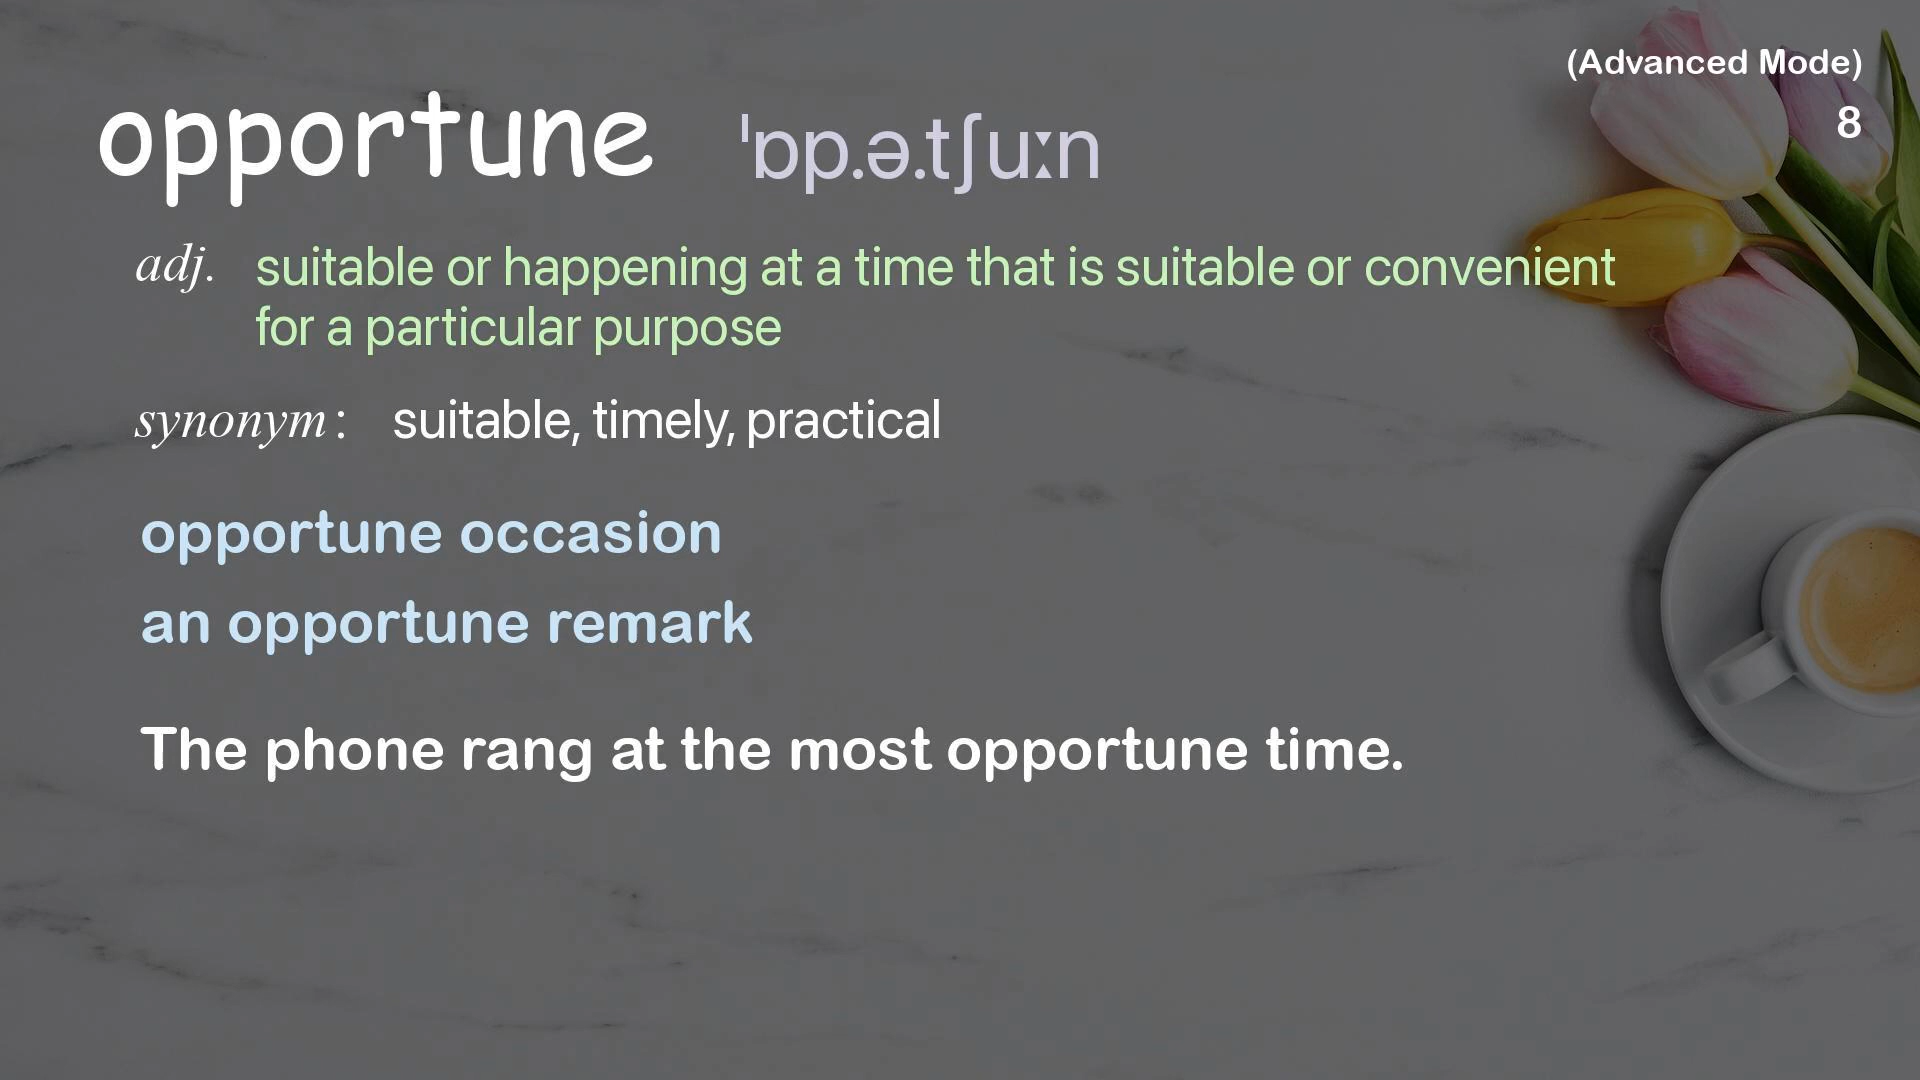 (Advanced Mode)
opportune ˈɒp.ə.tʃuːn
8
adj. suitable or happening at a time that is suitable or convenient
for a particular purpose
synonym : suitable, timely, practical
opportune occasion
an opportune remark
The phone rang at the most opportune time.